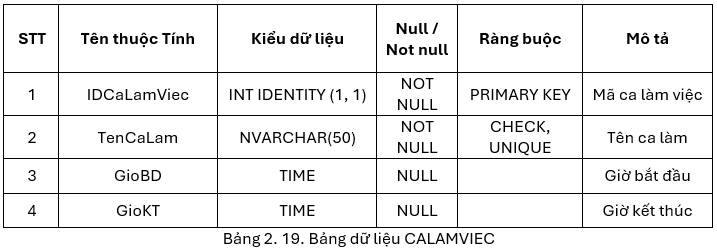 STT Tên thuộc Tính Kiểu dữ liệu Null / Not null Ràng buộc Mô tả
1 IDCaLamViec INT IDENTITY (1, 1) NOT NULL PRIMARY KEY Mã ca làm việc
2 TenCaLam NVARCHAR(50) NOT NULL CHECK, UNIQUE Tên ca làm
3 GioBD TIME NULL Giờ bắt đầu
4 GioKT TIME NULL Giờ kết thúc
Bảng 2. 19. Bảng dữ liệu CALAMVIEC